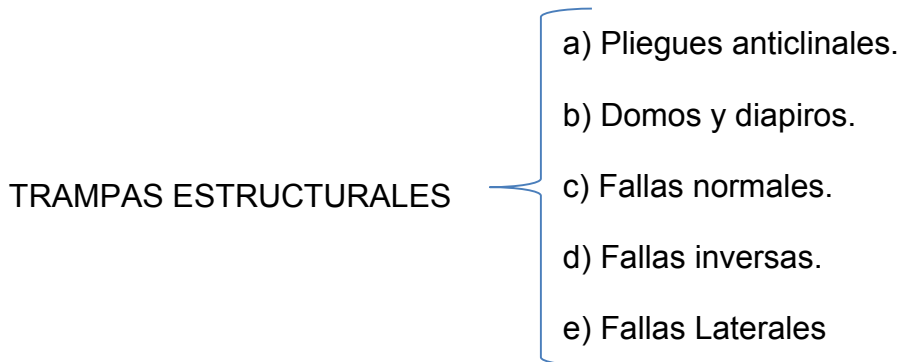 a) Pliegues anticlinales.
b) Domos y diapiros.
TRAMPAS ESTRUCTURALES
c) Fallas normales.
d) Fallas inversas.
e) Fallas Laterales